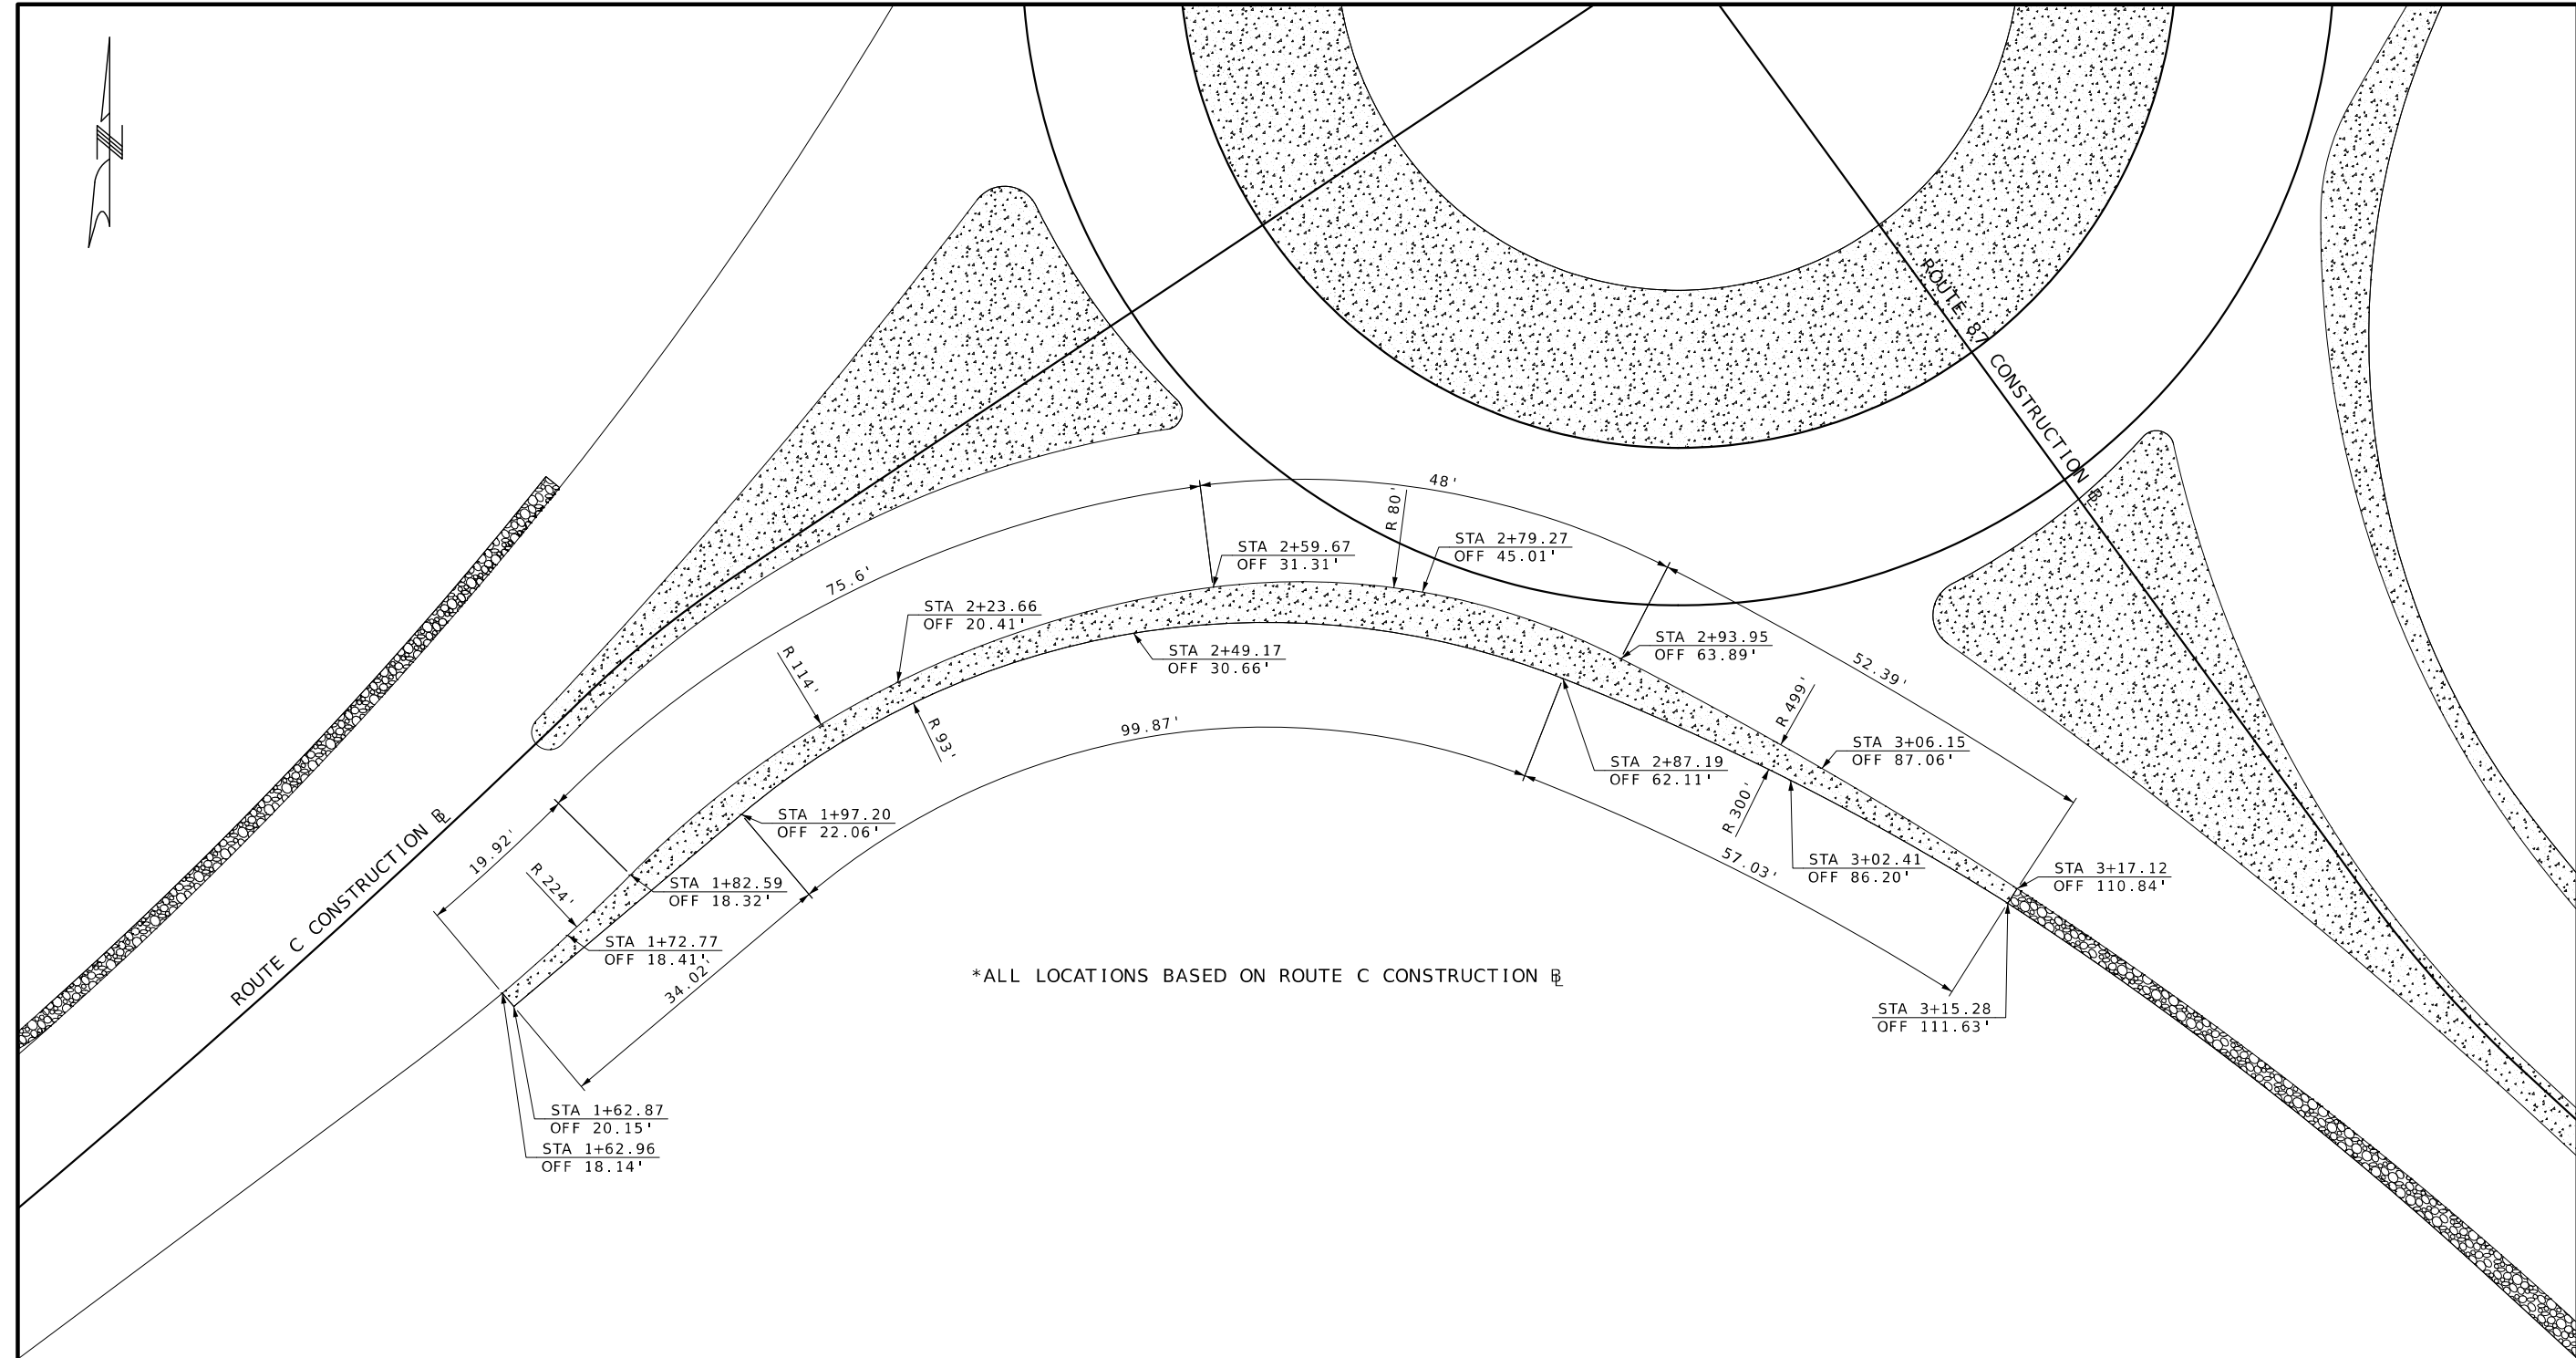 N
ROUTE 87 CONSTRUCTION ℄
48'
R 80'
STA 2+59.67
OFF 31.31'
STA 2+79.27
OFF 45.01'
75.6'
STA 2+23.66
OFF 20.41'
STA 2+49.17
OFF 30.66'
STA 2+93.95
OFF 63.89'
52.39'
R 114'
R 499'
R 93'
99.87'
STA 3+06.15
OFF 87.06'
STA 2+87.19
OFF 62.11'
R 300'
STA 1+97.20
OFF 22.06'
19.92'
57.03'
STA 3+02.41
OFF 86.20'
STA 3+17.12
OFF 110.84'
R 224'
STA 1+82.59
OFF 18.32'
ROUTE C CONSTRUCTION ℄
STA 1+72.77
OFF 18.41'
34.02'
*ALL LOCATIONS BASED ON ROUTE C CONSTRUCTION ℄
STA 3+15.28
OFF 111.63'
STA 1+62.87
OFF 20.15'
STA 1+62.96
OFF 18.14'